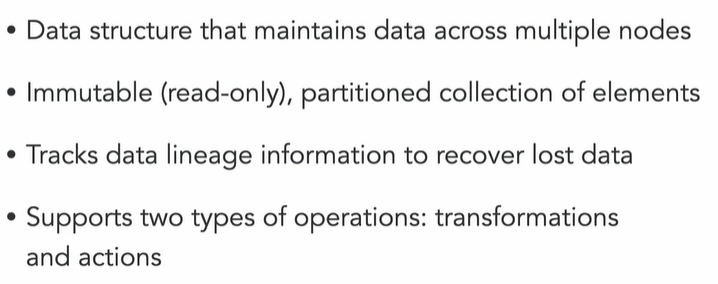 • Data structure that maintains data across multiple nodes
• Immutable (read-only), partitioned collection of elements
• Tracks data lineage information to recover lost data
• Supports two types of operations: transformations
and actions